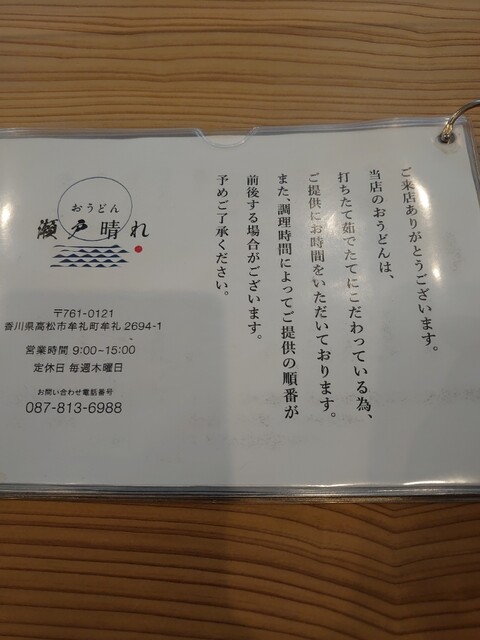 ご来店ありがとうございます。
当店のおうどんは、
打ちたて茹でたてにこだわっている為、
ご提供にお時間をいただいております。
また、調理時間によってご提供の順番が
前後する場合がございます。
予めご了承ください。
おうどん
瀬戸晴れ
〒761-0121
香川県高松市牟礼町牟礼 2694-1
営業時間 9:00~15:00
定休日 毎週木曜日
お問い合わせ電話番号
087-813-6988